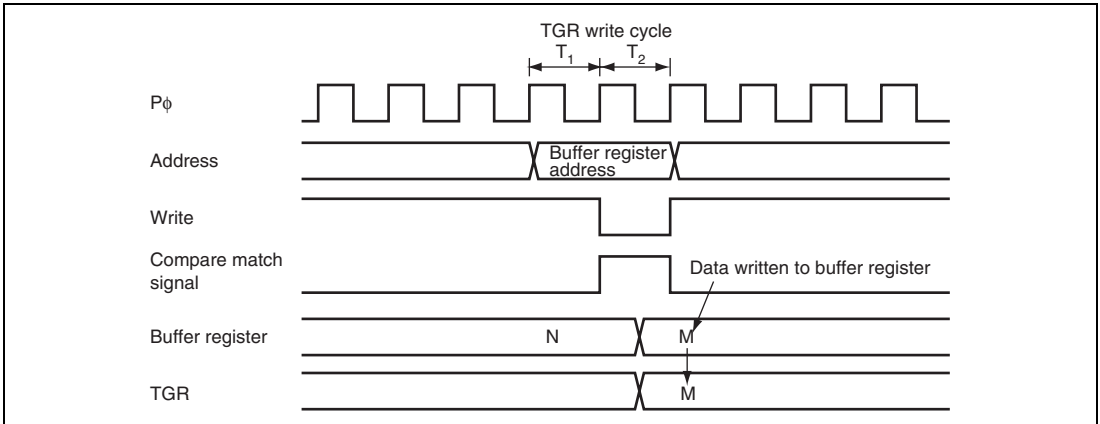 TGR write cycle
T1 T2
Pϕ
Address
Buffer register
address
Write
Compare match
signal
Data written to buffer register
Buffer register
N
M
TGR
M